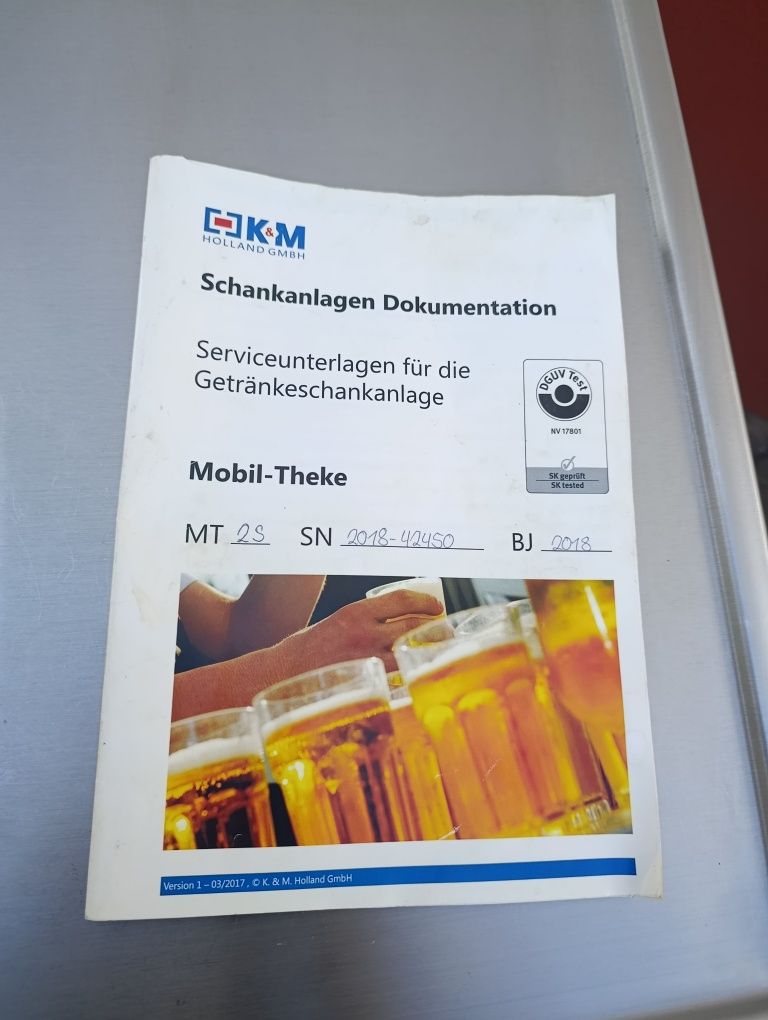 K&M
HOLLAND GMBH
Schankanlagen Dokumentation
Serviceunterlagen für die
Getränkeschankanlage
DGUV Test
NV 17801
SK geprüft
SK tested
Mobil-Theke
MT 2S SN 2018-42450 BJ 2018
Version 1 – 03/2017 , © K. & M. Holland GmbH